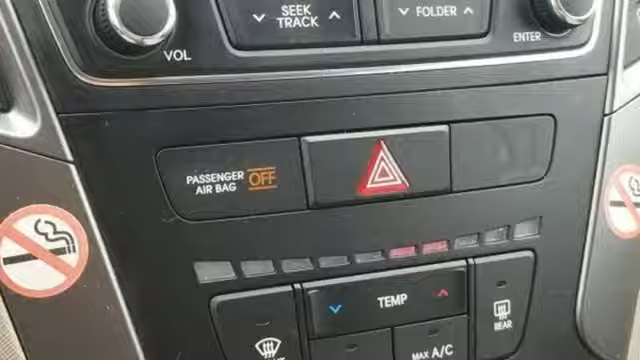 SEEK
TRACK
FOLDER
VOL
ENTER
PASSENGER
AIR BAG OFF
TEMP
REAR
MAX A/C